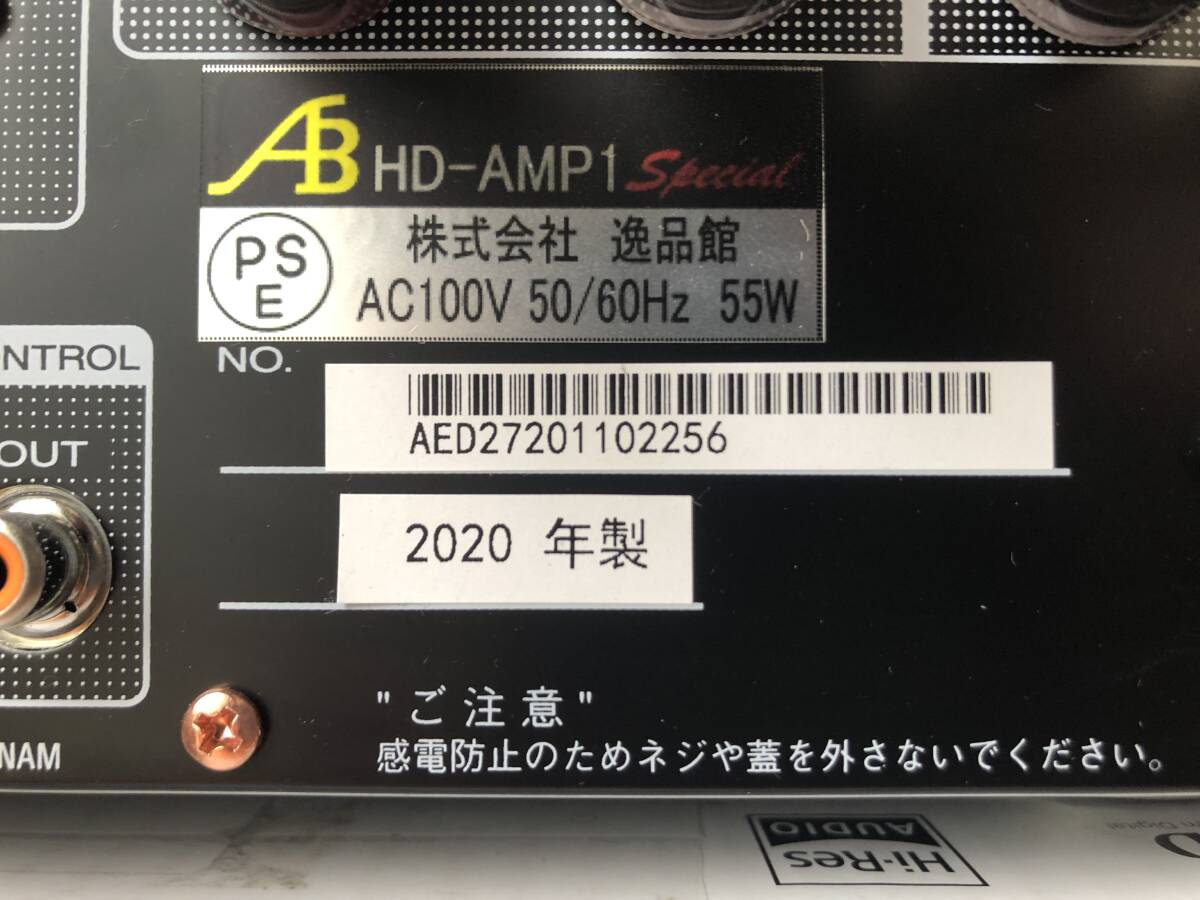 AB HD-AMP1 Special
PSE
株式会社 逸品館
AC100V 50/60Hz 55W
NO.
AED27201102256
2020 年製
ONTROL
OUT
NAM
"ご注意"
感電防止のためネジや蓋を外さないでください。
Hi-Res
AUDIO